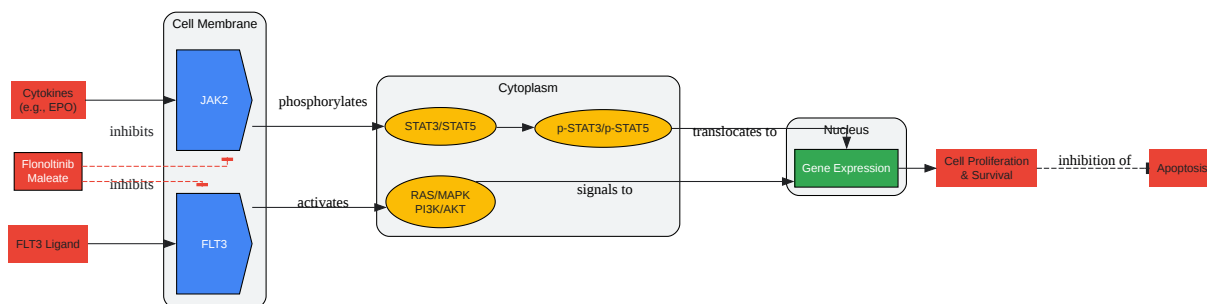 Cell Membrane
Cytokines
(e.g., EPO)
JAK2
phosphorylates
inhibits
Flonoltinib
Maleate
inhibits
FLT3 Ligand
FLT3
activates
Cytoplasm
STAT3/STAT5
p-STAT3/p-STAT5
RAS/MAPK
PI3K/AKT
translocates to
signals to
Nucleus
Gene Expression
Cell Proliferation
& Survival
inhibition of
Apoptosis